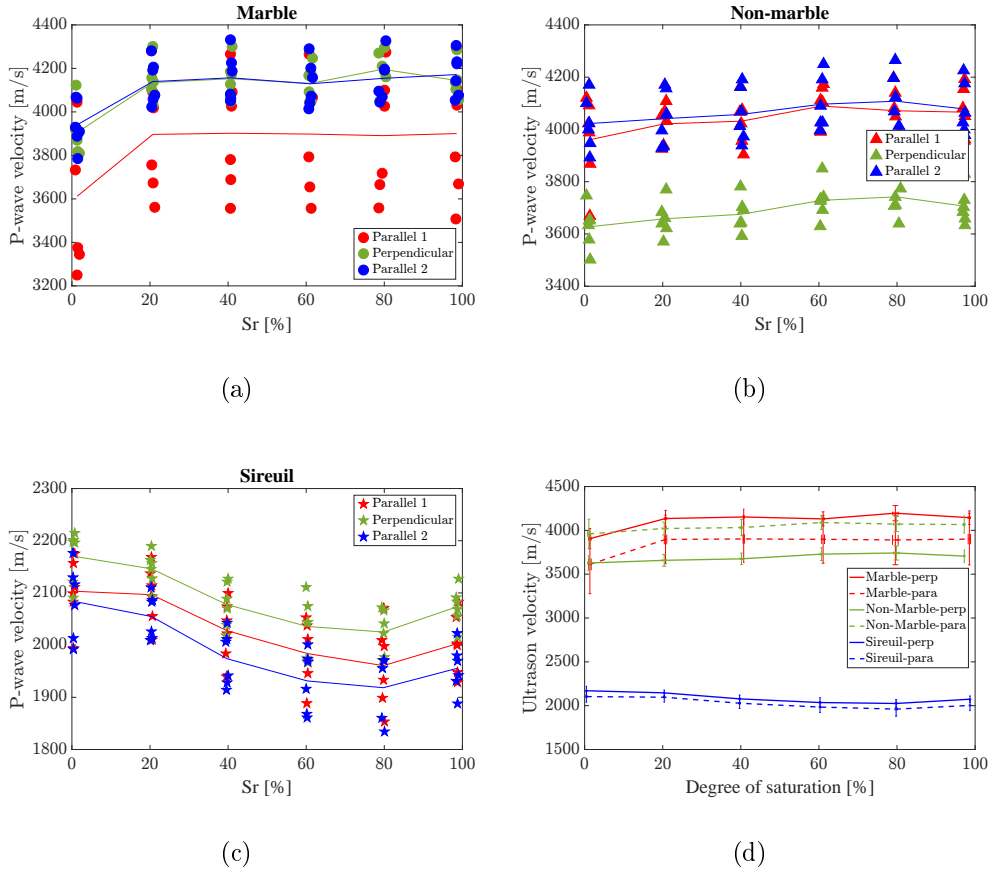 Marble
4400
4200
4000
3800
3600
3400
3200
P-wave velocity [m/s]
Parallel 1
Perpendicular
Parallel 2
0 20 40 60 80 100
Sr [%]
(a)
Non-marble
4400
4200
4000
3800
3600
3400
3200
P-wave velocity [m/s]
Parallel 1
Perpendicular
Parallel 2
0 20 40 60 80 100
Sr [%]
(b)
Sireuil
2300
2200
2100
2000
1900
1800
P-wave velocity [m/s]
Parallel 1
Perpendicular
Parallel 2
0 20 40 60 80 100
Sr [%]
(c)
4500
4000
3500
3000
2500
2000
1500
Ultrason velocity [m/s]
Marble-perp
Marble-para
Non-Marble-perp
Non-Marble-para
Sireuil-perp
Sireuil-para
0 20 40 60 80 100
Degree of saturation [%]
(d)